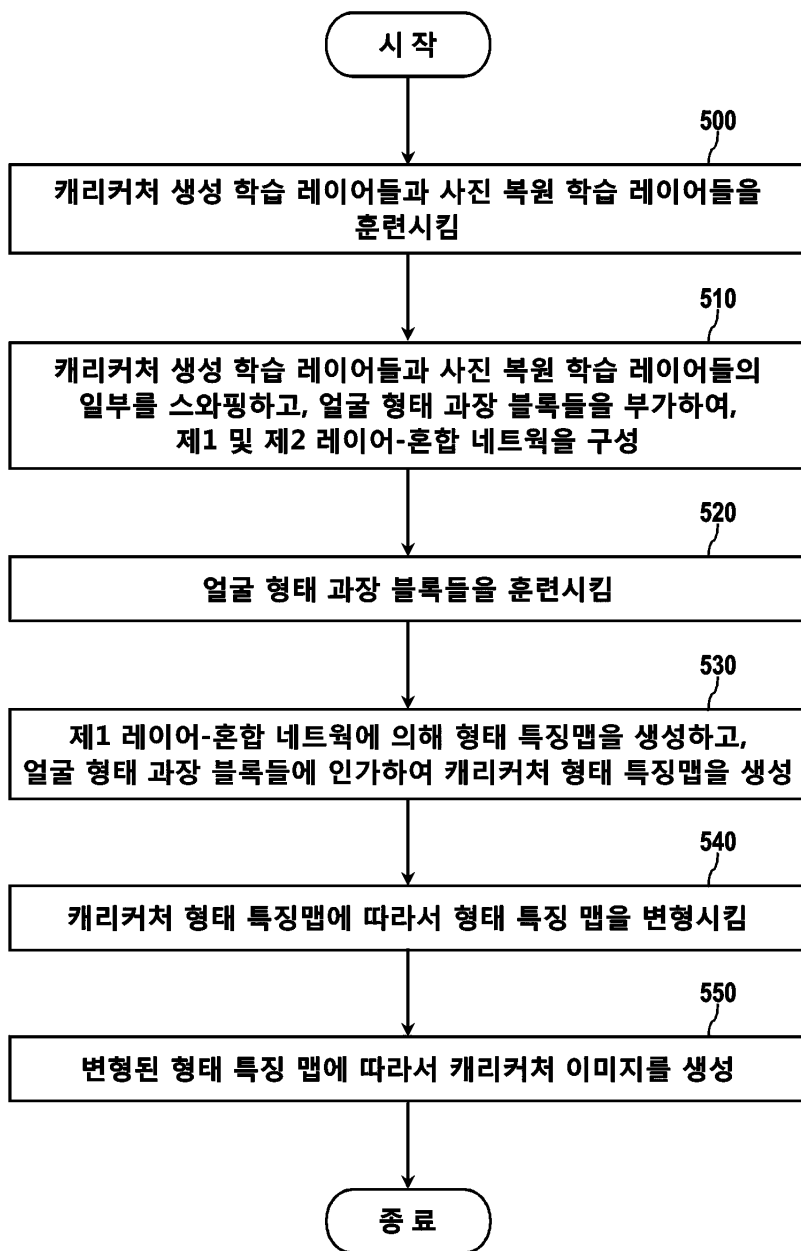 시 작
500
캐리커처 생성 학습 레이어들과 사진 복원 학습 레이어들을
훈련시킴
510
캐리커처 생성 학습 레이어들과 사진 복원 학습 레이어들의
일부를 스와핑하고, 얼굴 형태 과장 블록들을 부가하여,
제1 및 제2 레이어-혼합 네트웍을 구성
520
얼굴 형태 과장 블록들을 훈련시킴
530
제1 레이어-혼합 네트웍에 의해 형태 특징맵을 생성하고,
얼굴 형태 과장 블록들에 인가하여 캐리커처 형태 특징맵을 생성
540
캐리커처 형태 특징맵에 따라서 형태 특징 맵을 변형시킴
550
변형된 형태 특징 맵에 따라서 캐리커처 이미지를 생성
종 료